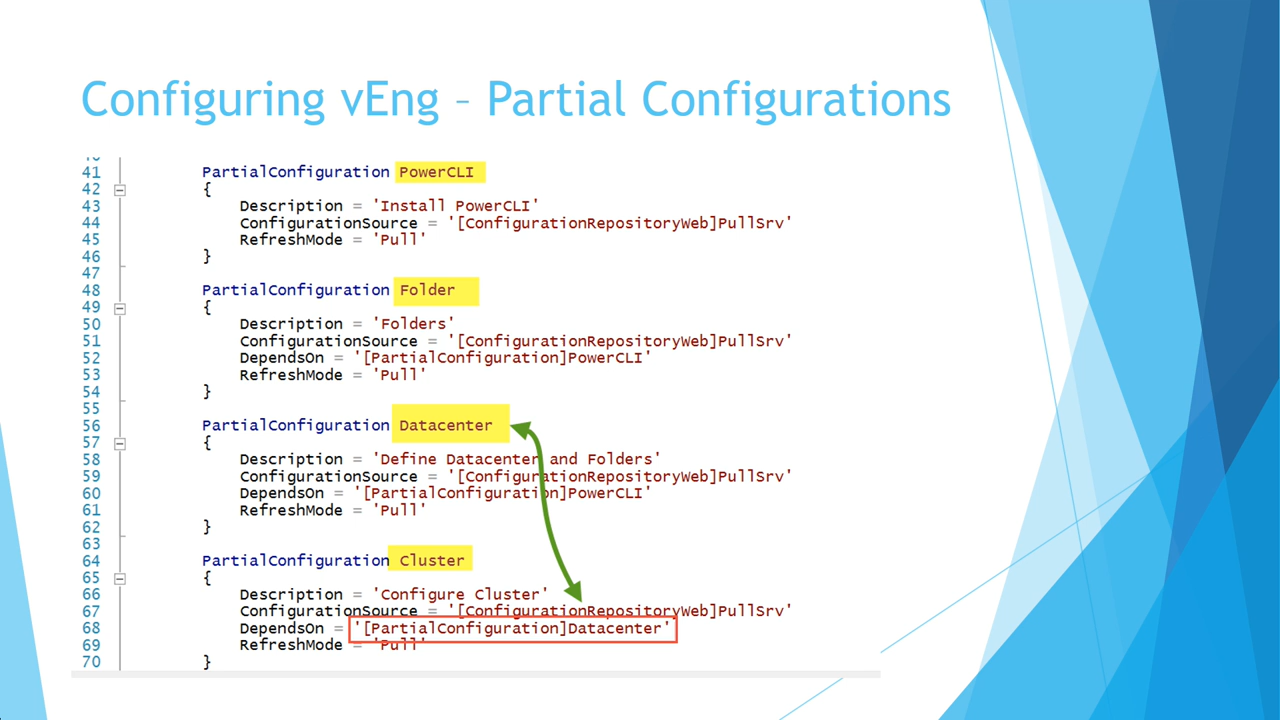 Configuring vEng – Partial Configurations
41 PartialConfiguration PowerCLI
42 {
43 Description = 'Install PowerCLI'
44 ConfigurationSource = '[ConfigurationRepositoryWeb]PullSrv'
45 RefreshMode = 'Pull'
46 }
47
48 PartialConfiguration Folder
49 {
50 Description = 'Folders'
51 ConfigurationSource = '[ConfigurationRepositoryWeb]PullSrv'
52 DependsOn = '[PartialConfiguration]PowerCLI'
53 RefreshMode = 'Pull'
54 }
55
56 PartialConfiguration Datacenter
57 {
58 Description = 'Define Datacenter and Folders'
59 ConfigurationSource = '[ConfigurationRepositoryWeb]PullSrv'
60 DependsOn = '[PartialConfiguration]PowerCLI'
61 RefreshMode = 'Pull'
62 }
63
64 PartialConfiguration Cluster
65 {
66 Description = 'Configure Cluster'
67 ConfigurationSource = '[ConfigurationRepositoryWeb]PullSrv'
68 DependsOn = '[PartialConfiguration]Datacenter'
69 RefreshMode = 'Pull'
70 }